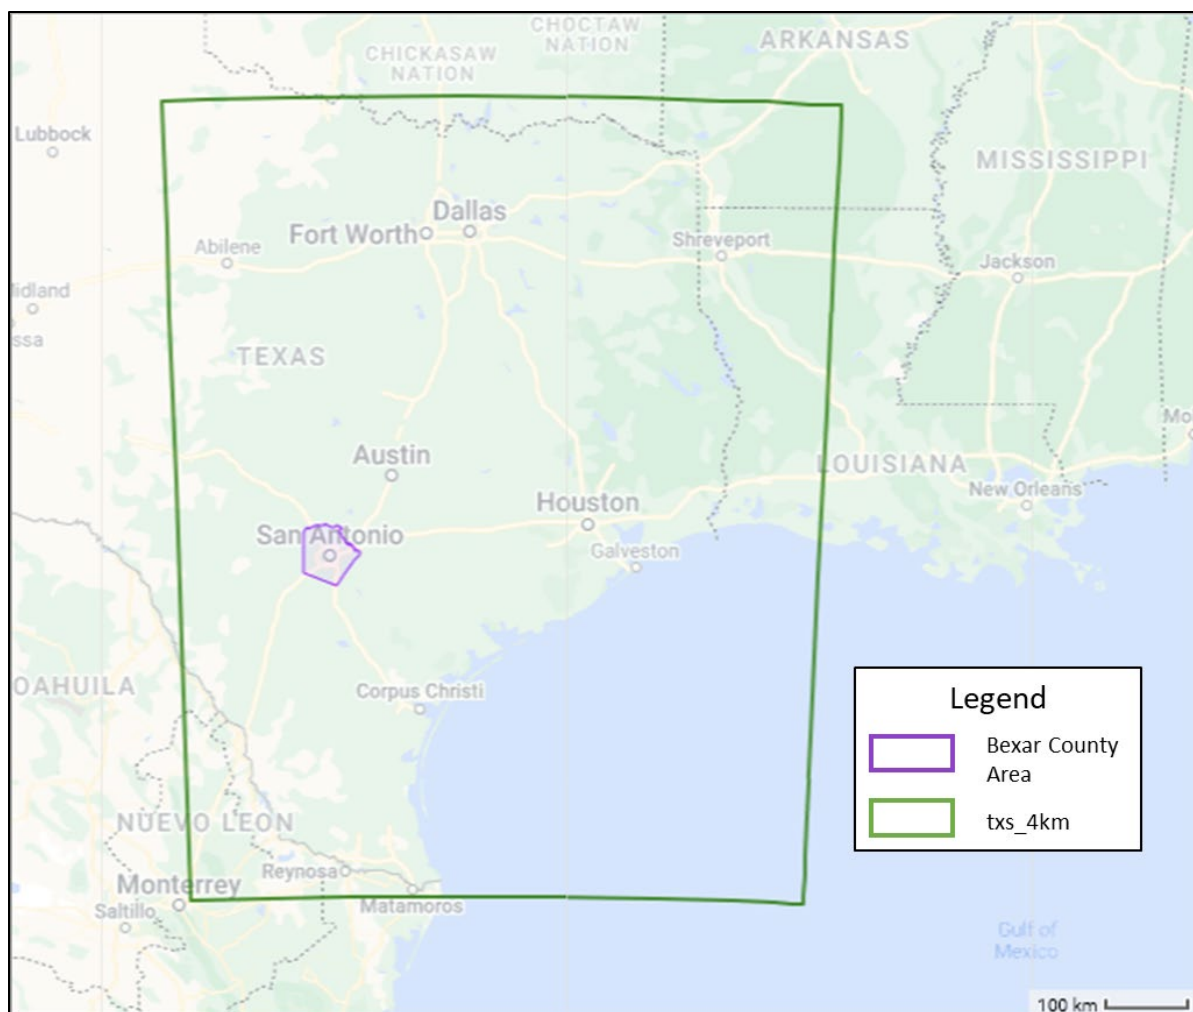 CHOCTAW
NATION
ARKANSAS
CHICKASAW
NATION
Lubbock
MISSISSIPPI
Dallas
Fort Worth
Abilene
Shreveport
Jackson
idland
ssa
TEXAS
Mo
Austin
LOUISIANA
Houston
New Orleans
San Antonio
Galveston
OAHUILA
Corpus Christi
Legend
Bexar County
Area
txs_4km
NUEVO LEON
Reynosa
Monterrey
Matamoros
Saltillo
Gulf of
Mexico
100 km